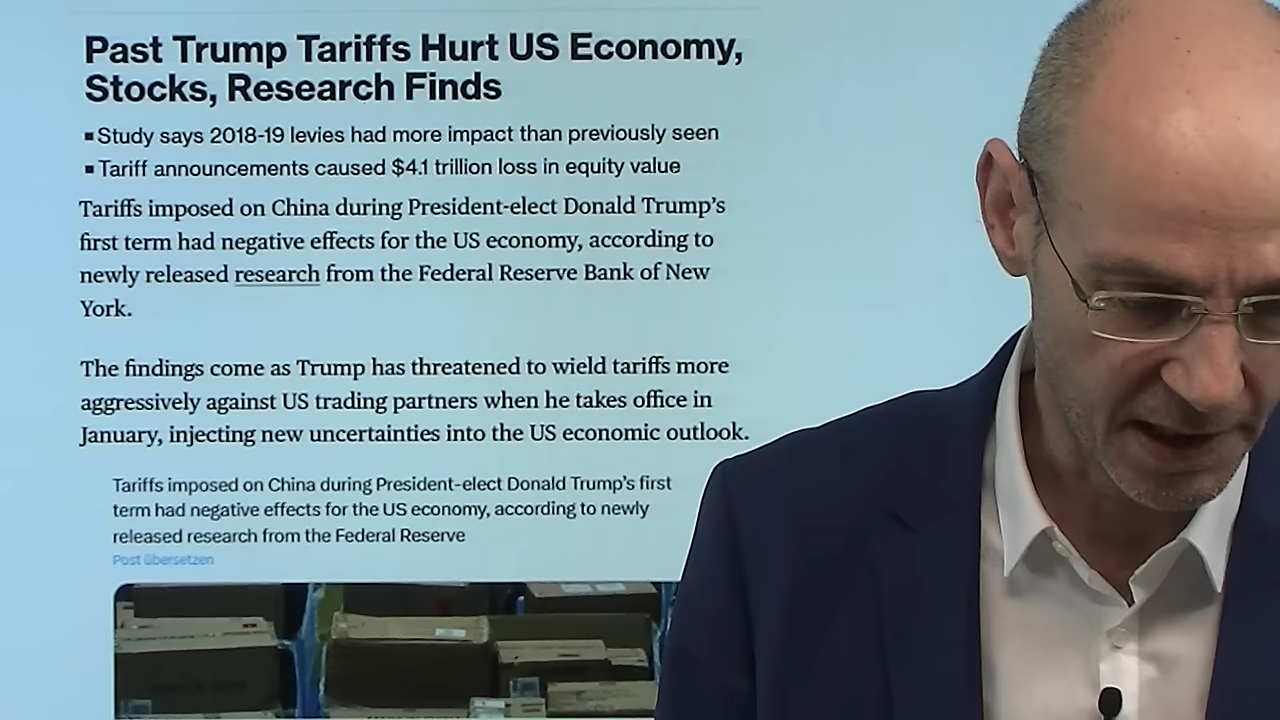 Past Trump Tariffs Hurt US Economy,
Stocks, Research Finds
▪ Study says 2018-19 levies had more impact than previously seen
▪ Tariff announcements caused $4.1 trillion loss in equity value
Tariffs imposed on China during President-elect Donald Trump’s
first term had negative effects for the US economy, according to
newly released research from the Federal Reserve Bank of New
York.
The findings come as Trump has threatened to wield tariffs more
aggressively against US trading partners when he takes office in
January, injecting new uncertainties into the US economic outlook.
Tariffs imposed on China during President-elect Donald Trump’s first
term had negative effects for the US economy, according to newly
released research from the Federal Reserve
Post übersetzen